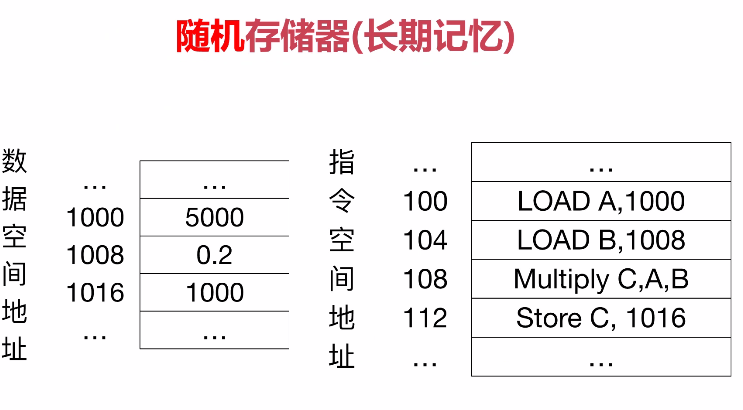 随机存储器(长期记忆)
数据空间地址
... ...
1000 5000
1008 0.2
1016 1000
... ...
指令空间地址
... ...
100 LOAD A,1000
104 LOAD B,1008
108 Multiply C,A,B
112 Store C, 1016
... ...